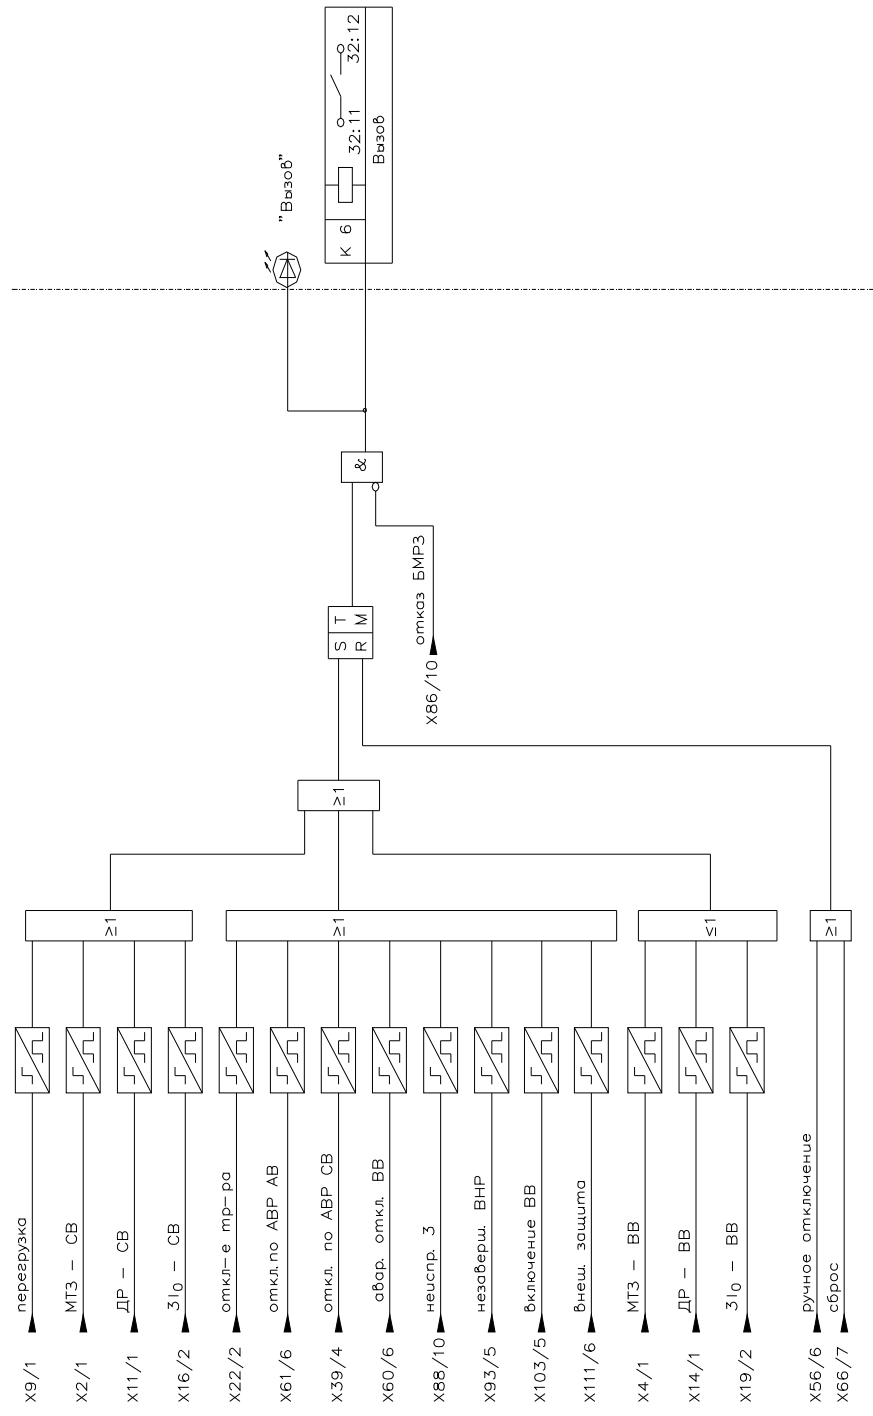 X9/1 перегрузка
X2/1 МТЗ – СВ
X11/1 ДР – СВ
X16/2 3I0 – СВ
X22/2 откл–е тр–ра
X61/6 откл.по АВР АВ
X39/4 откл. по АВР СВ
X60/6 авар. откл. ВВ
X88/10 неиспр. 3
X93/5 незаверш. ВНР
X103/5 включение ВВ
X111/6 внеш. защита
X4/1 МТЗ – ВВ
X14/1 ДР – ВВ
X19/2 3I0 – ВВ
X56/6 ручное отключение
X66/7 сброс
≥1
≥1
≤1
≥1
≥1
S T
R M
X86/10 отказ БМРЗ
&
"Вызов"
К 6
32:11 32:12
Вызов